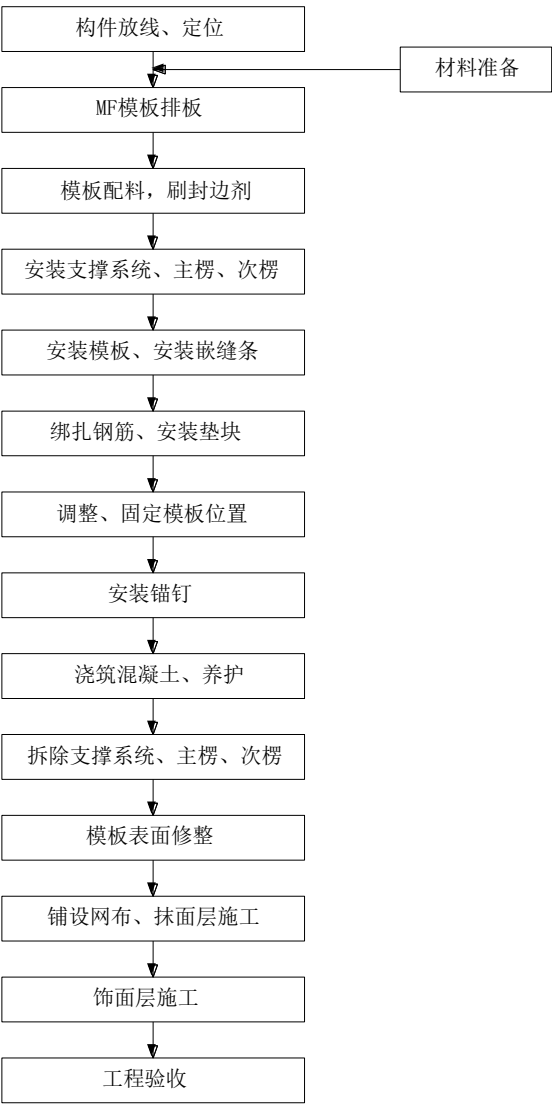 构件放线、定位
材料准备
MF模板排板
模板配料，刷封边剂
安装支撑系统、主楞、次楞
安装模板、安装嵌缝条
绑扎钢筋、安装垫块
调整、固定模板位置
安装锚钉
浇筑混凝土、养护
拆除支撑系统、主楞、次楞
模板表面修整
铺设网布、抹面层施工
饰面层施工
工程验收